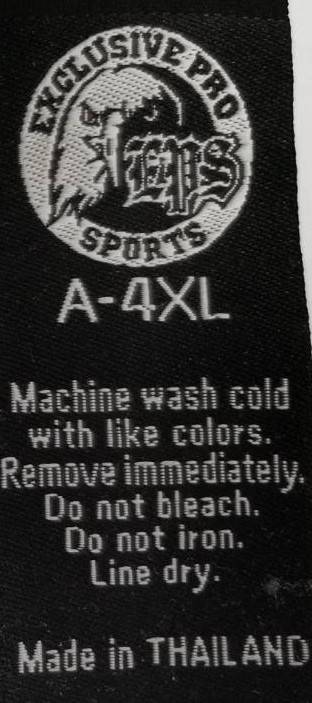 EXCLUSIVE PRO
EPS
SPORTS
A-4XL
Machine wash cold
with like colors.
Remove immediately.
Do not bleach.
Do not iron.
Line dry.
Made in THAILAND